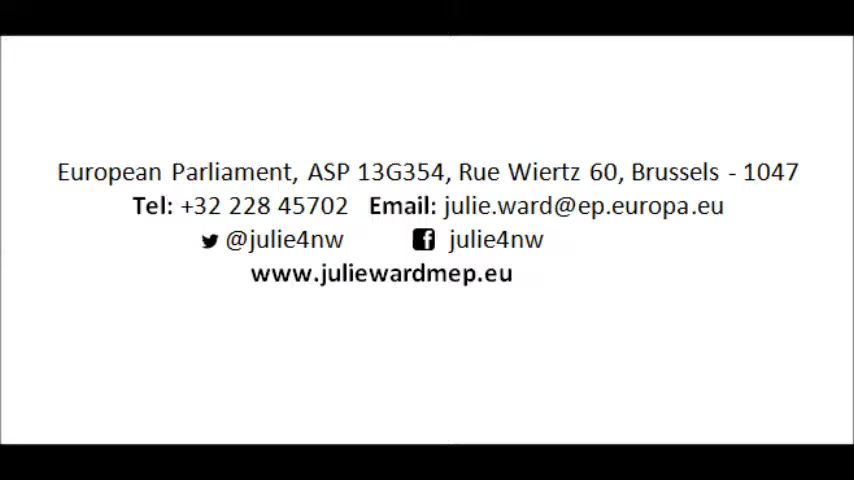 European Parliament, ASP 13G354, Rue Wiertz 60, Brussels - 1047
Tel: +32 228 45702 Email: julie.ward@ep.europa.eu
@julie4nw julie4nw
www.juliewardmep.eu